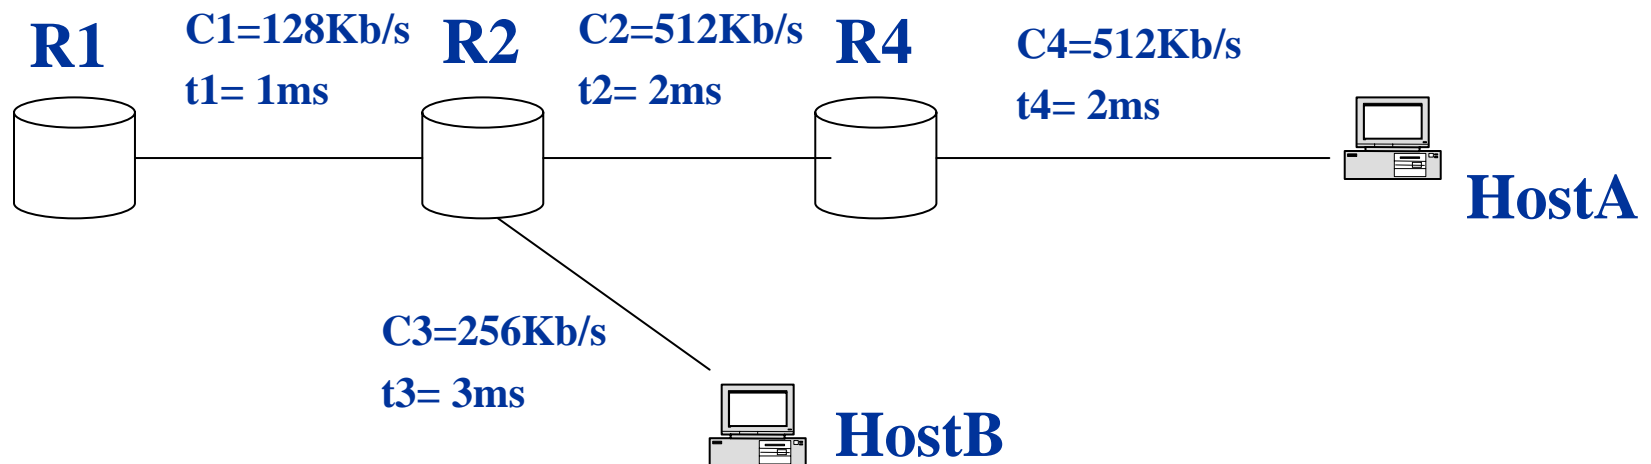 R1
C1=128Kb/s
t1= 1ms
R2
C2=512Kb/s
t2= 2ms
R4
C4=512Kb/s
t4= 2ms
HostA
C3=256Kb/s
t3= 3ms
HostB